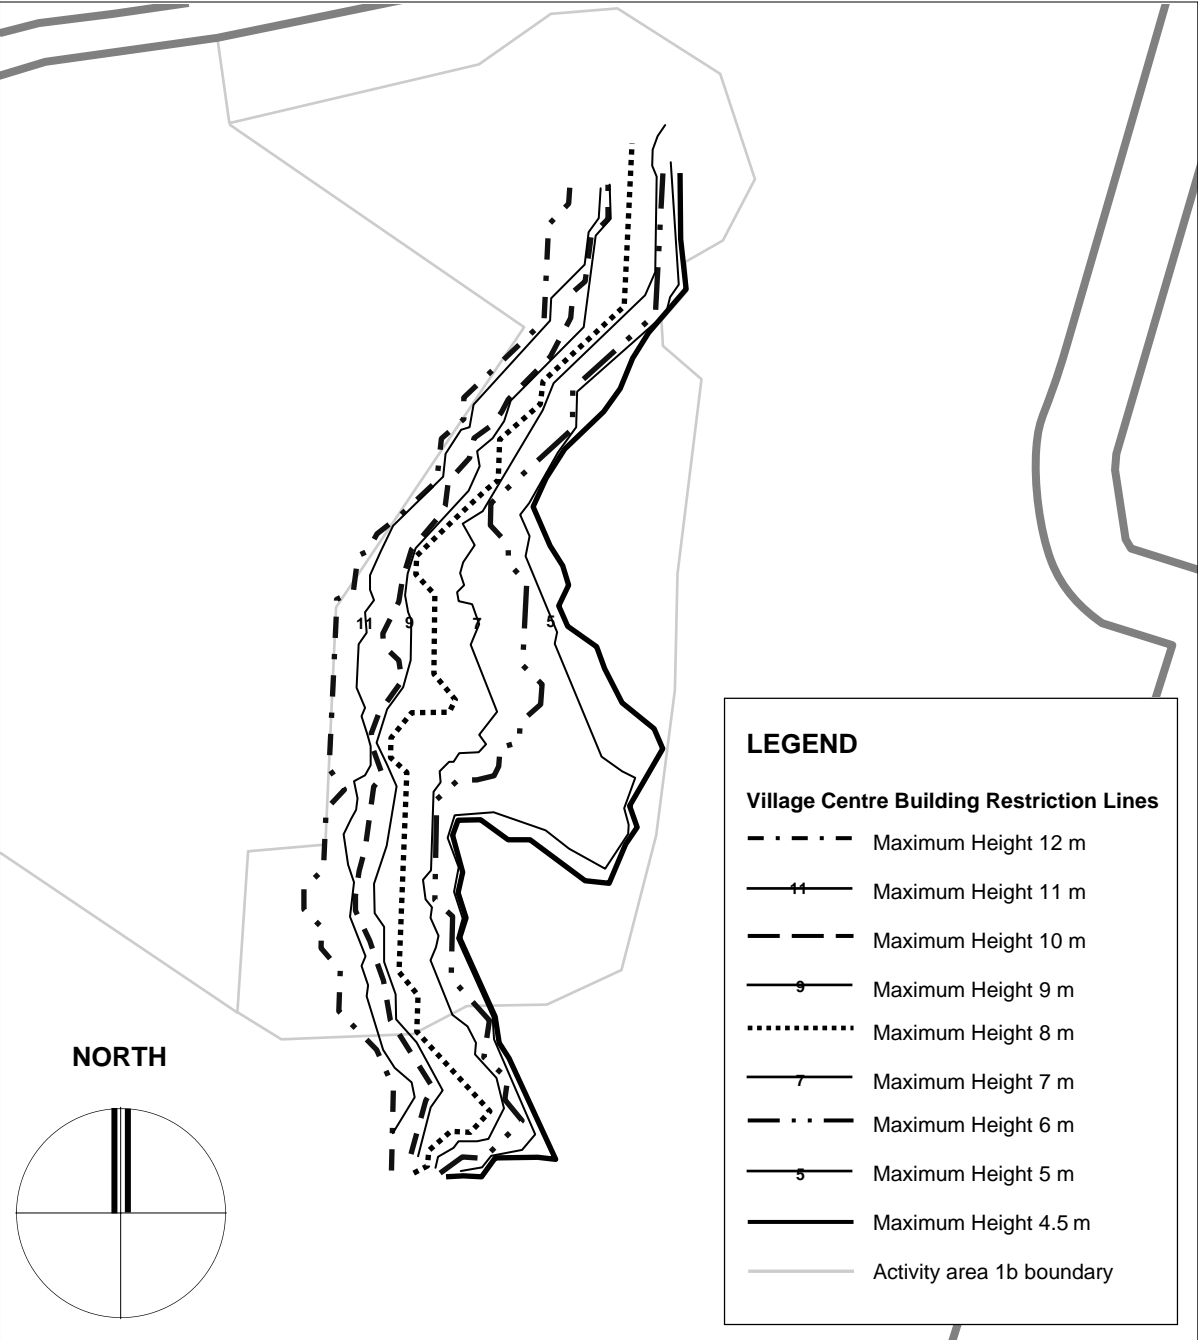 11 9 7 5
LEGEND
Village Centre Building Restriction Lines
Maximum Height 12 m
11 Maximum Height 11 m
Maximum Height 10 m
9 Maximum Height 9 m
Maximum Height 8 m
7 Maximum Height 7 m
Maximum Height 6 m
5 Maximum Height 5 m
Maximum Height 4.5 m
Activity area 1b boundary
NORTH